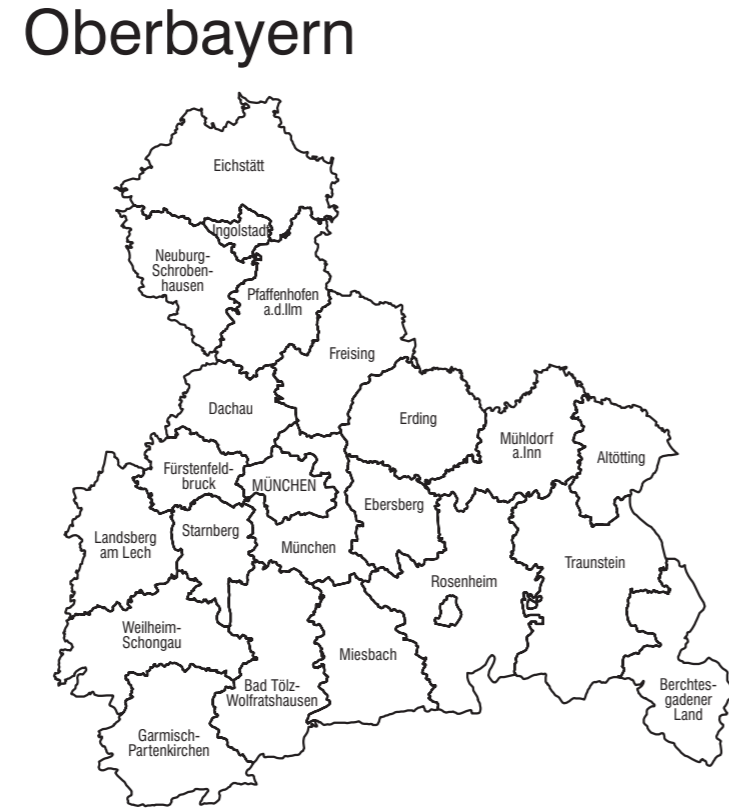 Oberbayern
Eichstätt
Ingolstadt
Neuburg-
Schroben-
hausen
Pfaffenhofen
a.d.Ilm
Freising
Dachau
Erding
Mühldorf
a.Inn
Altötting
Fürstenfeld-
bruck
MÜNCHEN
Ebersberg
Landsberg
am Lech
Starnberg
München
Traunstein
Rosenheim
Weilheim-
Schongau
Miesbach
Bad Tölz-
Wolfratshausen
Berchtes-
gadener
Land
Garmisch-
Partenkirchen